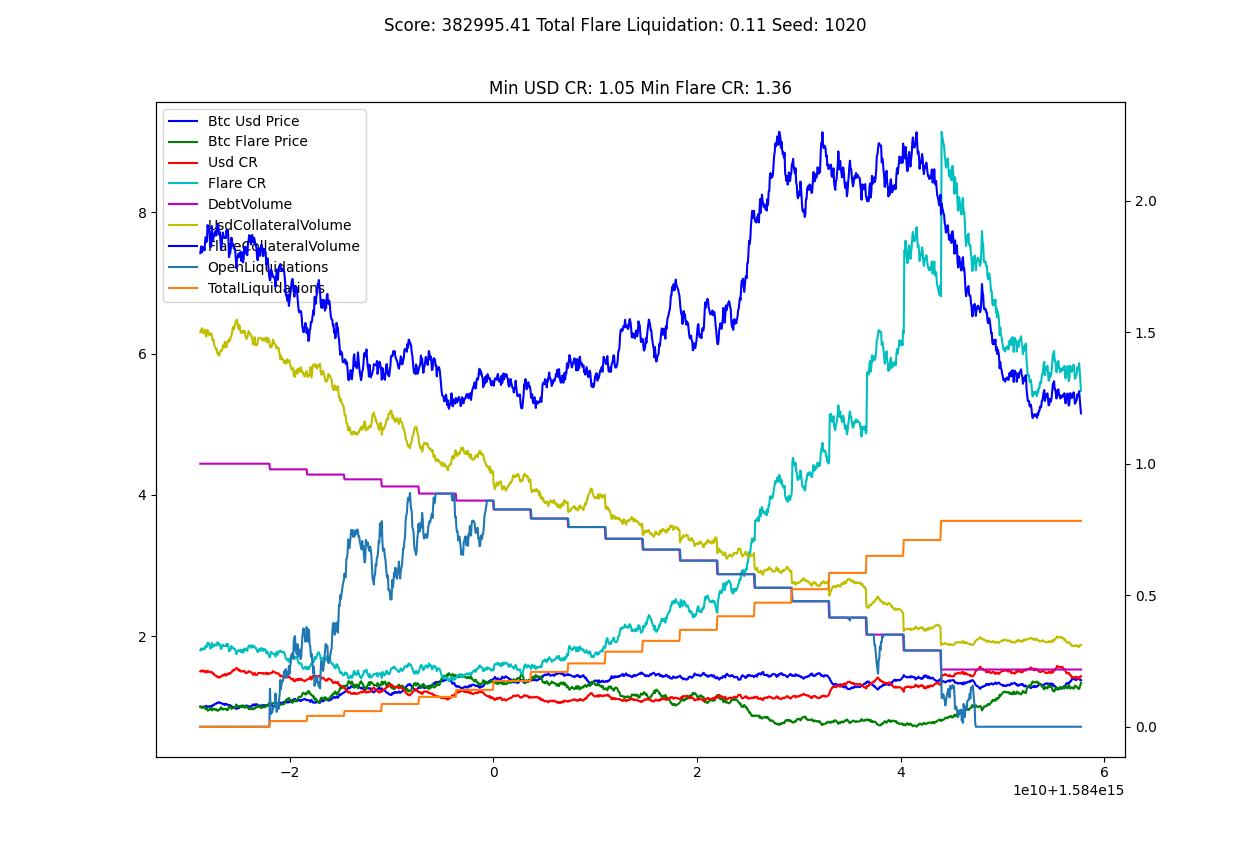 Score: 382995.41 Total Flare Liquidation: 0.11 Seed: 1020
Min USD CR: 1.05 Min Flare CR: 1.36
Btc Usd Price
Btc Flare Price
Usd CR
Flare CR
DebtVolume
UsdCollateralVolume
FlareCollateralVolume
OpenLiquidations
TotalLiquidations
8
6
4
2
2.0
1.5
1.0
0.5
0.0
−2
0
2
4
6
1e10+1.584e15